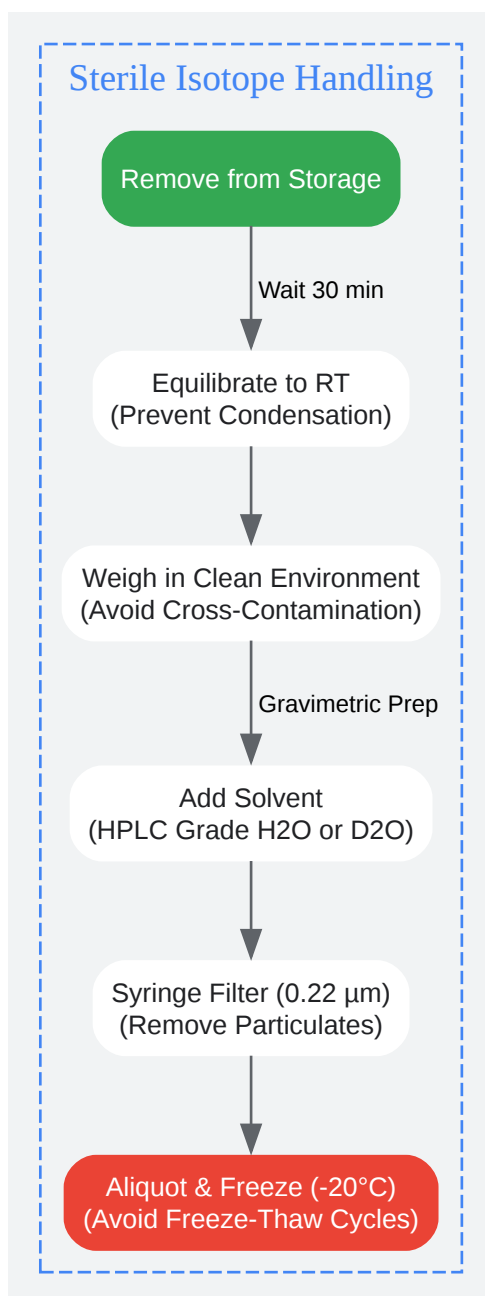 Sterile Isotope Handling
Remove from Storage
Wait 30 min
Equilibrate to RT
(Prevent Condensation)
Weigh in Clean Environment
(Avoid Cross-Contamination)
Gravimetric Prep
Add Solvent
(HPLC Grade H2O or D2O)
Syringe Filter (0.22 µm)
(Remove Particulates)
Aliquot & Freeze (-20°C)
(Avoid Freeze-Thaw Cycles)